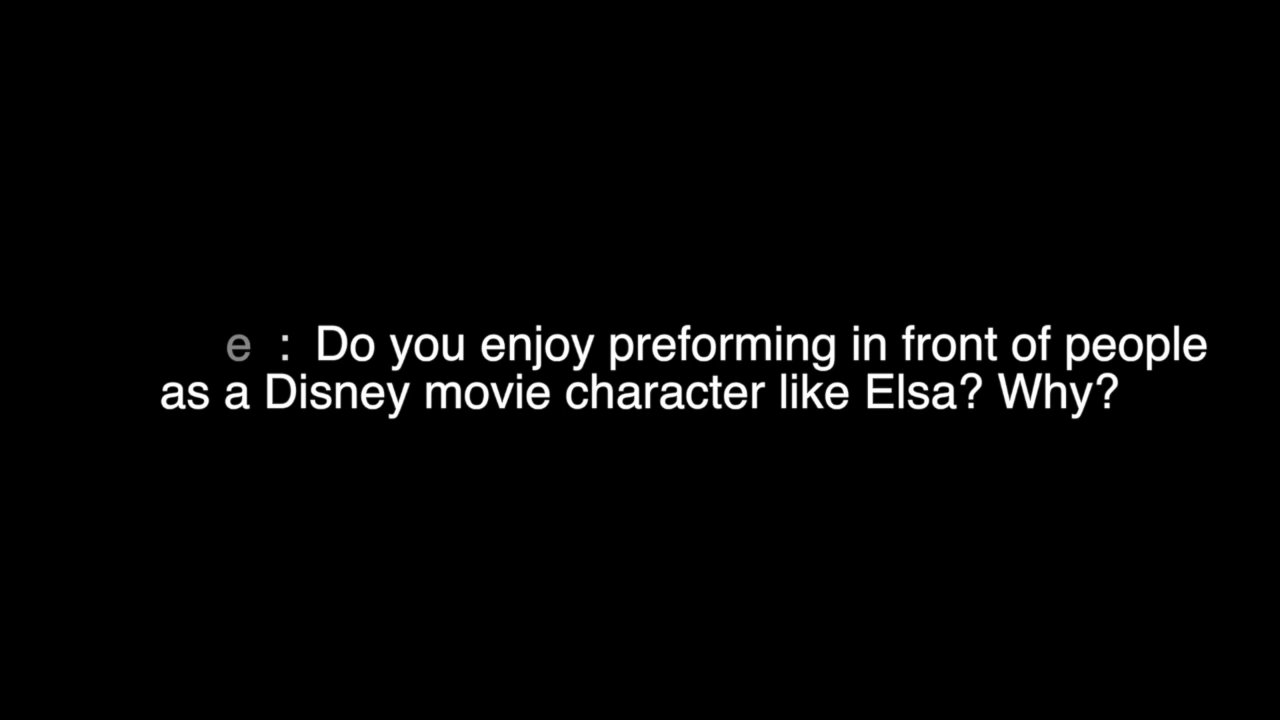 e : Do you enjoy preforming in front of people
as a Disney movie character like Elsa? Why?